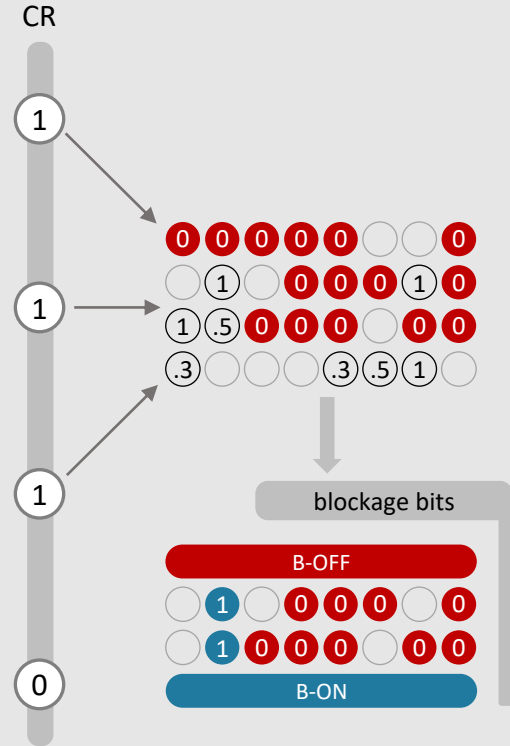 CR
1
0 0 0 0 0 0
1 0 0 0 1 0
1
1 .5 0 0 0 0 0
.3 .3 .5 1
1
blockage bits
B-OFF
1 0 0 0 0
1 0 0 0 0 0
0
B-ON